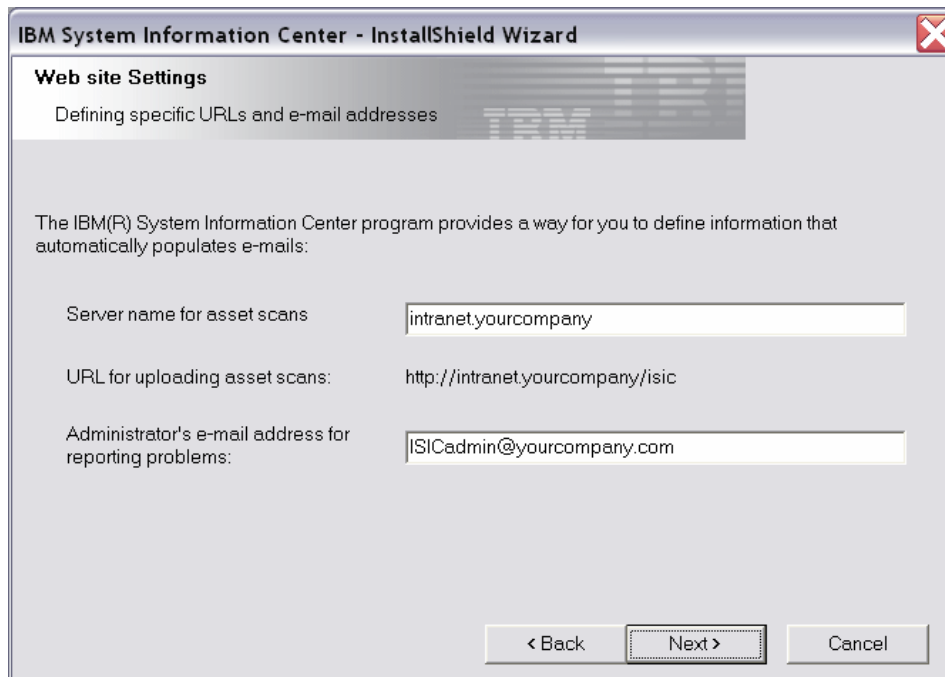 IBM System Information Center - InstallShield Wizard
Web site Settings
Defining specific URLs and e-mail addresses
IBM
The IBM(R) System Information Center program provides a way for you to define information that
automatically populates e-mails:
Server name for asset scans
intranet.yourcompany
URL for uploading asset scans:
http://intranet.yourcompany/isic
Administrator's e-mail address for
reporting problems:
ISICadmin@yourcompany.com
< Back
Next >
Cancel